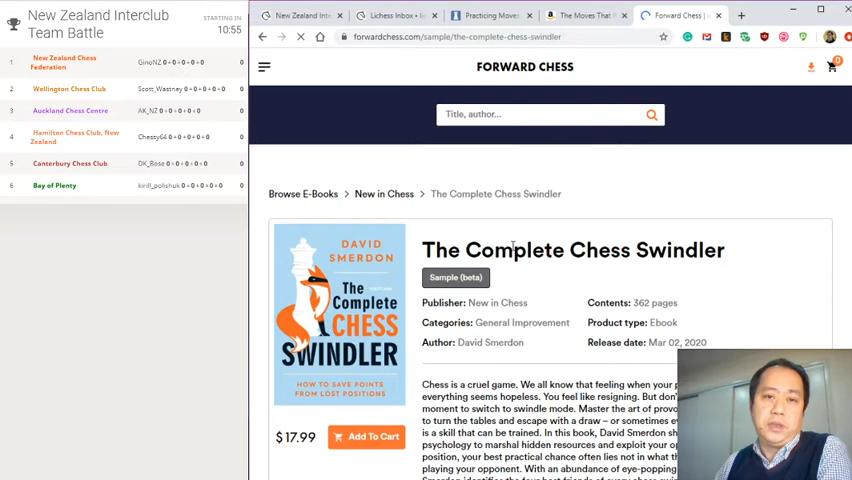 New Zealand Interclub
Team Battle
STARTING IN
10:55
1 New Zealand Chess
Federation
GinoNZ 0+0+0+0+0+0 0
2 Wellington Chess Club Scott_Wastney 0+0+0+0+0+0 0
3 Auckland Chess Centre AK_NZ 0+0+0+0+0+0 0
4 Hamilton Chess Club, New
Zealand
Chessy64 0+0+0+0+0+0 0
5 Canterbury Chess Club DK_Bose 0+0+0+0+0+0 0
6 Bay of Plenty kirill_polishuk 0+0+0+0+0+0 0
New Zealand Inte
Lichess Inbox • lic
Practicing Moves
The Moves That
Forward Chess | 
forwardchess.com/sample/the-complete-chess-swindler
FORWARD CHESS
0
Title, author...
Browse E-Books > New in Chess > The Complete Chess Swindler
DAVID
SMERDON
The
Complete
CHESS
SWINDLER
HOW TO SAVE POINTS
FROM LOST POSITIONS
The Complete Chess Swindler
Sample (beta)
Publisher: New in Chess Contents: 362 pages
Categories: General Improvement Product type: Ebook
Author: David Smerdon Release date: Mar 02, 2020
$17.99
Add To Cart
Chess is a cruel game. We all know that feeling when your p
everything seems hopeless. You feel like resigning. But don'
moment to switch to swindle mode. Master the art of provo
to turn the tables and escape with a draw – or sometimes e
is a skill that can be trained. In this book, David Smerdon sh
psychology to marshal hidden resources and exploit your op
position, your best practical chance often lies not in what th
playing your opponent. With an abundance of eye-popping